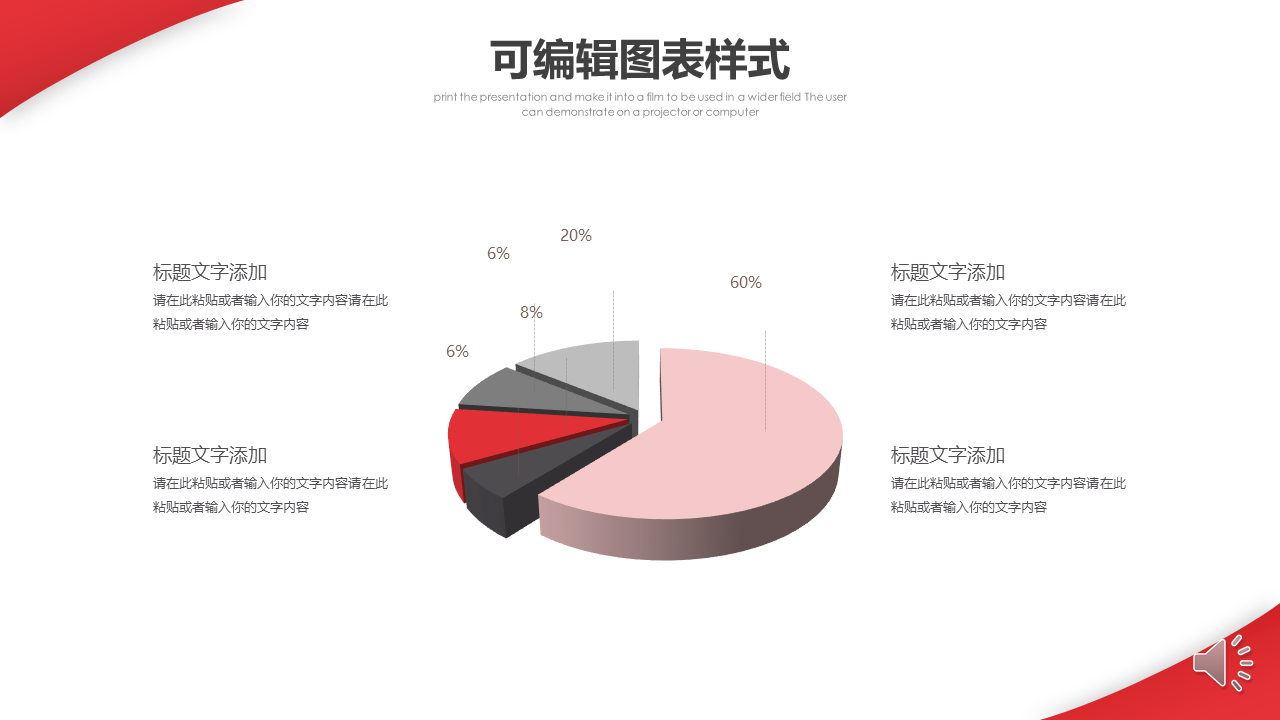 可编辑图表样式
print the presentation and make it into a film to be used in a wider field The user
can demonstrate on a projector or computer
20%
6%
60%
8%
6%
标题文字添加
请在此粘贴或者输入你的文字内容请在此
粘贴或者输入你的文字内容
标题文字添加
请在此粘贴或者输入你的文字内容请在此
粘贴或者输入你的文字内容
标题文字添加
请在此粘贴或者输入你的文字内容请在此
粘贴或者输入你的文字内容
标题文字添加
请在此粘贴或者输入你的文字内容请在此
粘贴或者输入你的文字内容